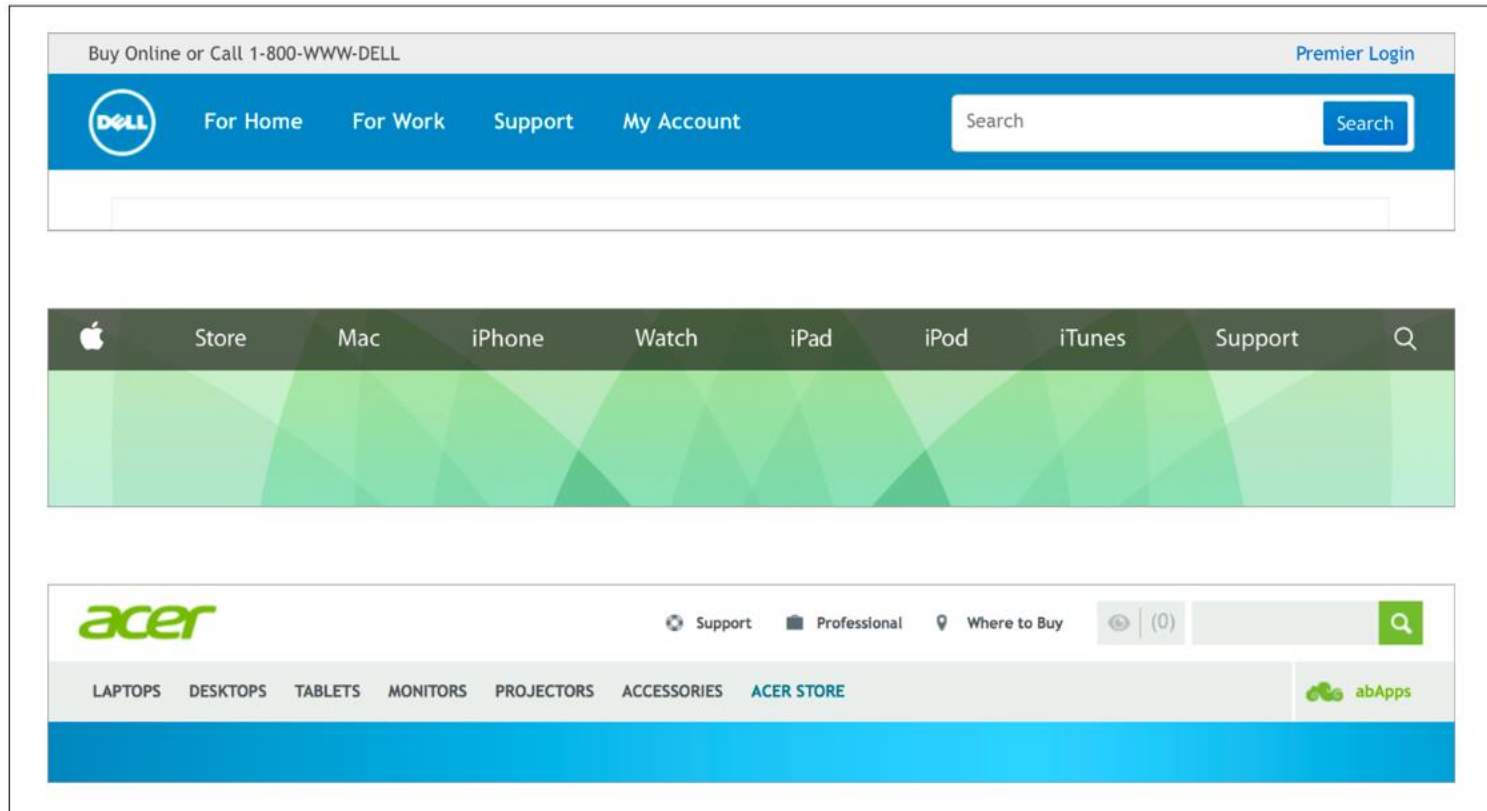 Buy Online or Call 1-800-WWW-DELL Premier Login
DELL For Home For Work Support My Account Search Search
Store Mac iPhone Watch iPad iPod iTunes Support
acer Support Professional Where to Buy (0)
LAPTOPS DESKTOPS TABLETS MONITORS PROJECTORS ACCESSORIES ACER STORE abApps